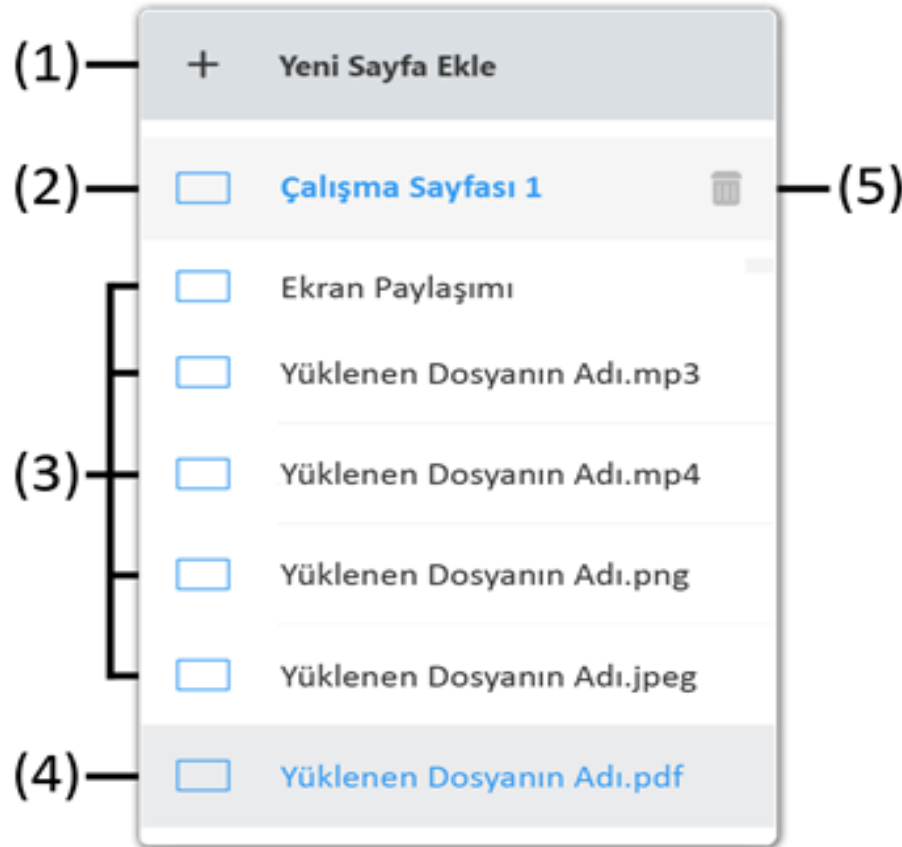 (1) + Yeni Sayfa Ekle
(2) Çalışma Sayfası 1 (5)
Ekran Paylaşımı
Yüklenen Dosyanın Adı.mp3
(3) Yüklenen Dosyanın Adı.mp4
Yüklenen Dosyanın Adı.png
Yüklenen Dosyanın Adı.jpeg
(4) Yüklenen Dosyanın Adı.pdf